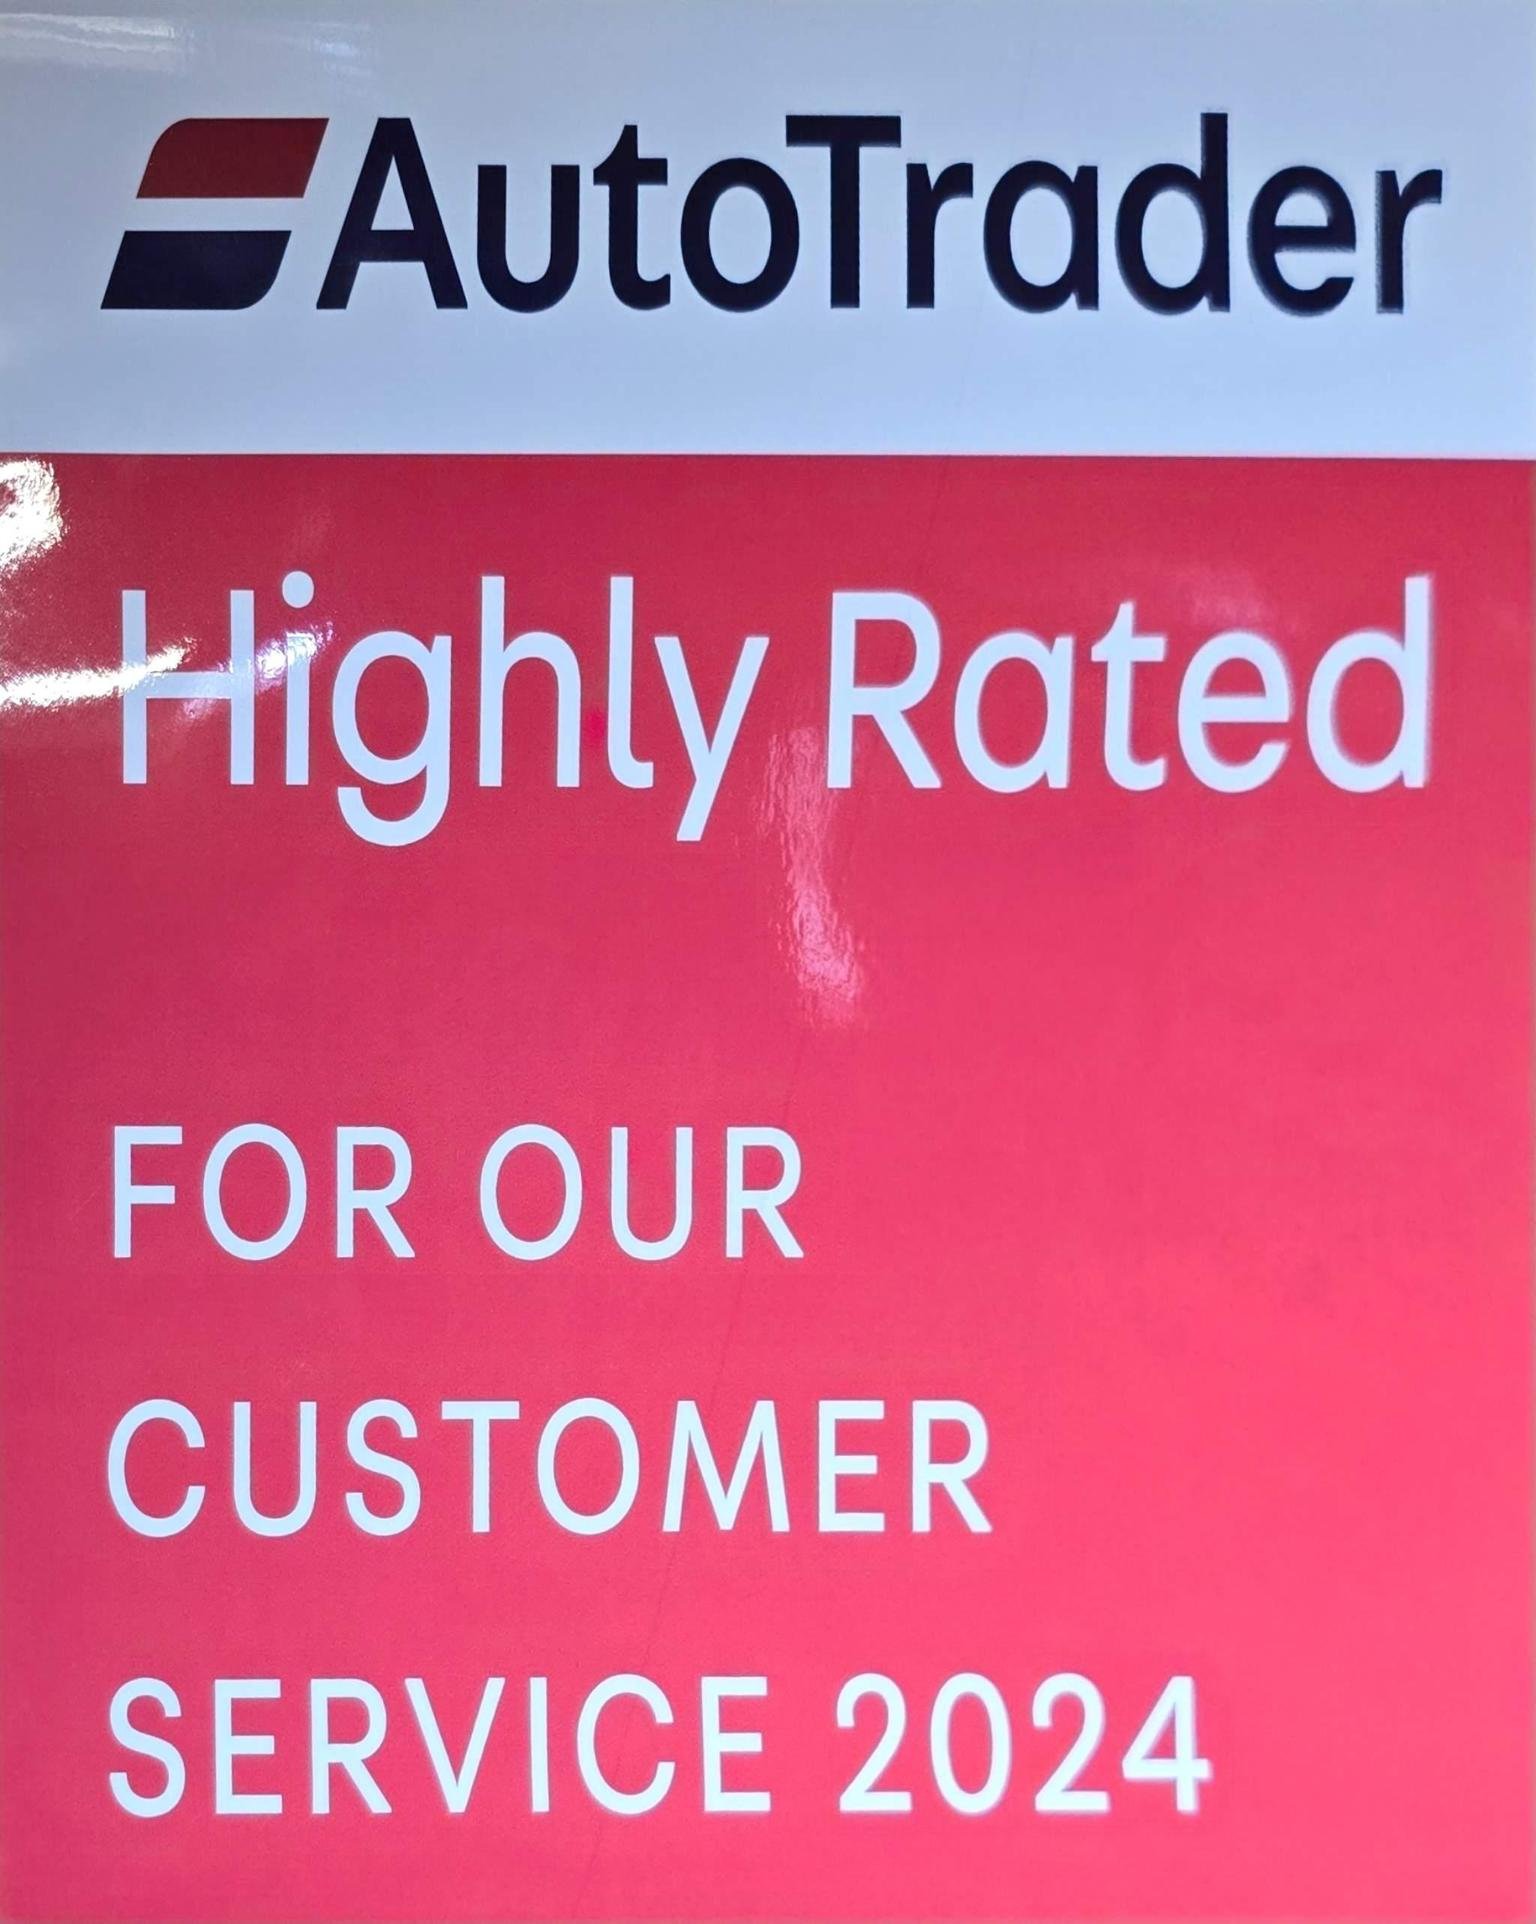 AutoTrader
Highly Rated
FOR OUR
CUSTOMER
SERVICE 2024